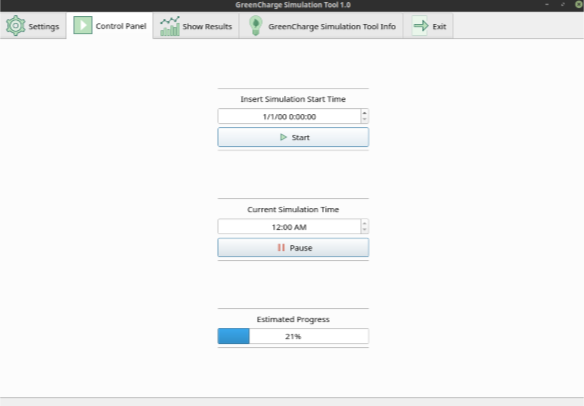 GreenCharge Simulation Tool 1.0
Settings
Control Panel
Show Results
GreenCharge Simulation Tool Info
Exit
Insert Simulation Start Time
1/1/00 0:00:00
Start
Current Simulation Time
12:00 AM
Pause
Estimated Progress
21%